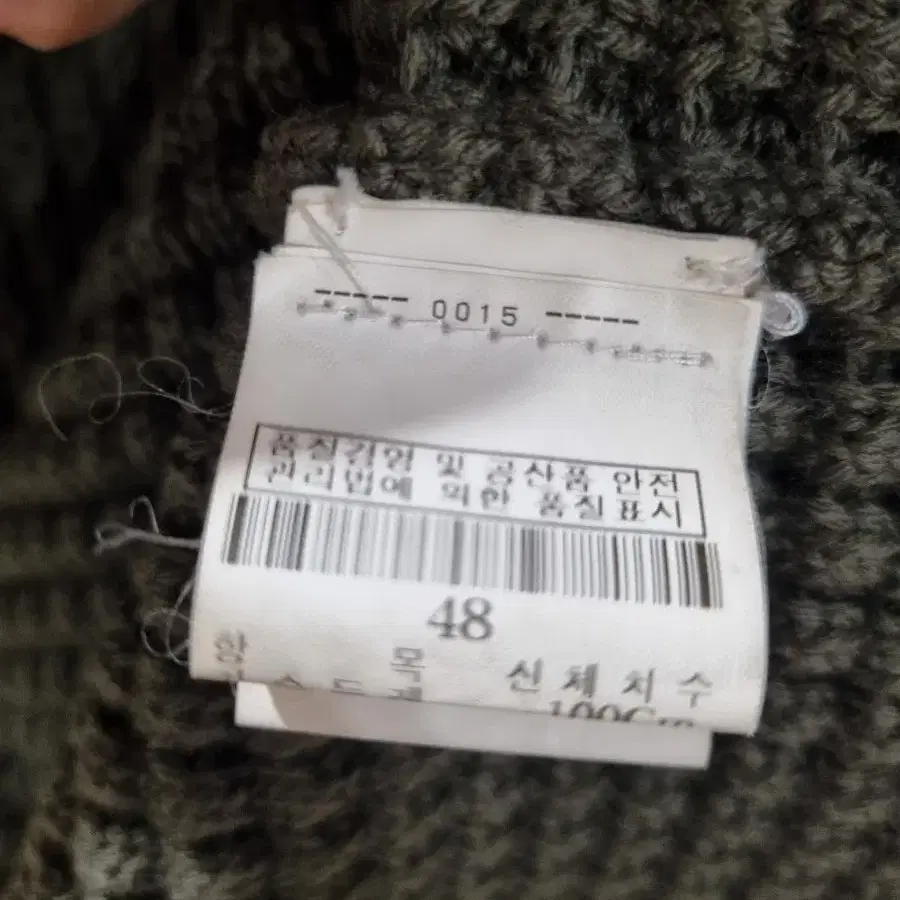 ----- 0015 -----
품질경영 및 공산품 안전
관리법에 의한 품질표시
48
항 목 신체치수
100Cm